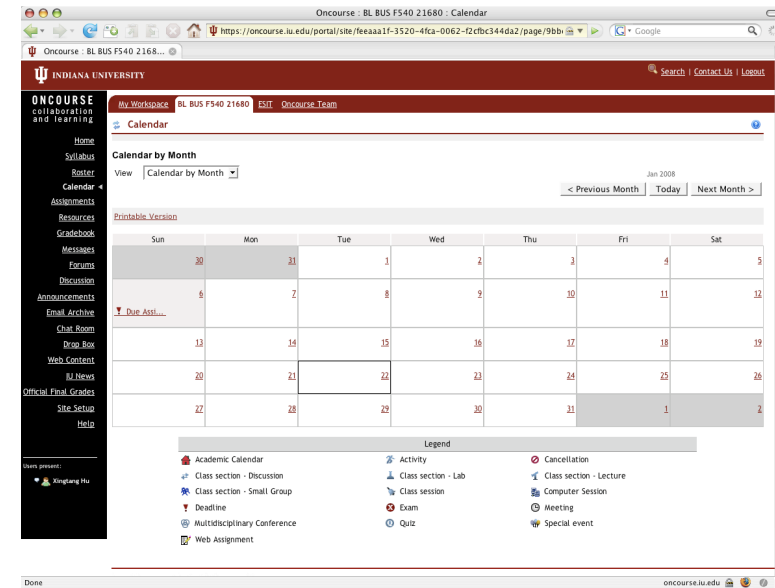 Oncourse : BL BUS F540 21680 : Calendar
https://oncourse.iu.edu/portal/site/feeaaa1f-3520-4fca-0062-f2cfbc344da2/page/9bb
Google
Oncourse : BL BUS F540 2168...
INDIANA UNIVERSITY
Search | Contact Us | Logout
ONCOURSE
collaboration
and learning
My Workspace BL BUS F540 21680 ESIT Oncourse Team
Calendar
Home
Syllabus
Roster
Calendar
Assignments
Resources
Gradebook
Messages
Forums
Discussion
Announcements
Email Archive
Chat Room
Drop Box
Web Content
IU News
Official Final Grades
Site Setup
Help
Users present:
Xingtang Hu
Calendar by Month
View Calendar by Month
Jan 2008
< Previous Month Today Next Month >
Printable Version
Sun Mon Tue Wed Thu Fri Sat
30 31 1 2 3 4 5
6 7 8 9 10 11 12
Due Assi...
13 14 15 16 17 18 19
20 21 22 23 24 25 26
27 28 29 30 31 1 2
Legend
Academic Calendar Activity Cancellation
Class section - Discussion Class section - Lab Class section - Lecture
Class section - Small Group Class session Computer Session
Deadline Exam Meeting
Multidisciplinary Conference Quiz Special event
Web Assignment
Done
oncourse.iu.edu